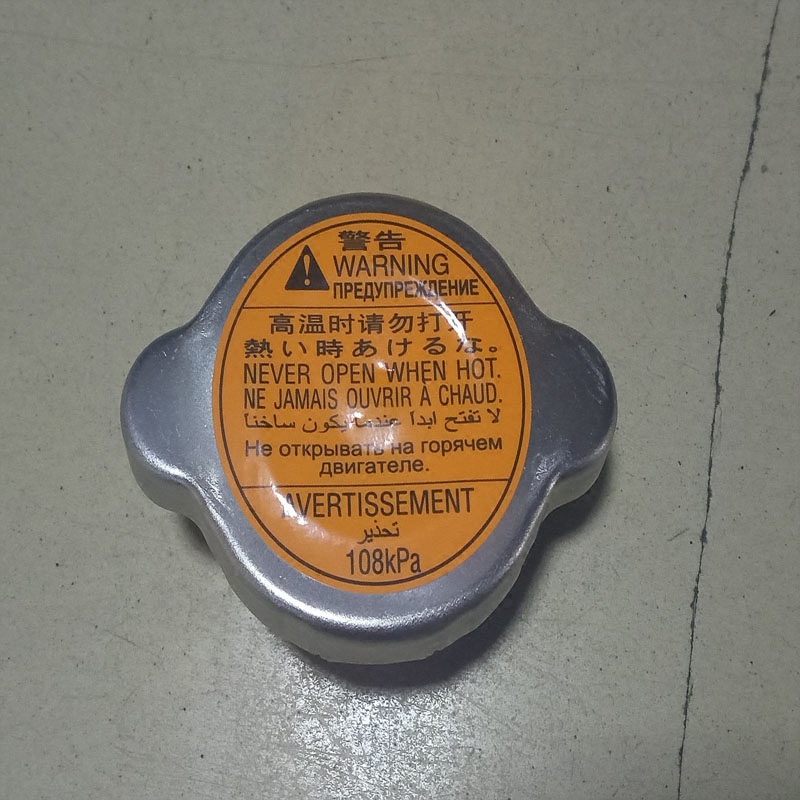 警告
WARNING
ПРЕДУПРЕЖДЕНИЕ
高温时请勿打开
熱い時あけるな。
NEVER OPEN WHEN HOT.
NE JAMAIS OUVRIR À CHAUD.
لا تفتح ابدا عندما يكون ساخنا
Не открывать на горячем
двигателе.
AVERTISSEMENT
تحذير
108kPa